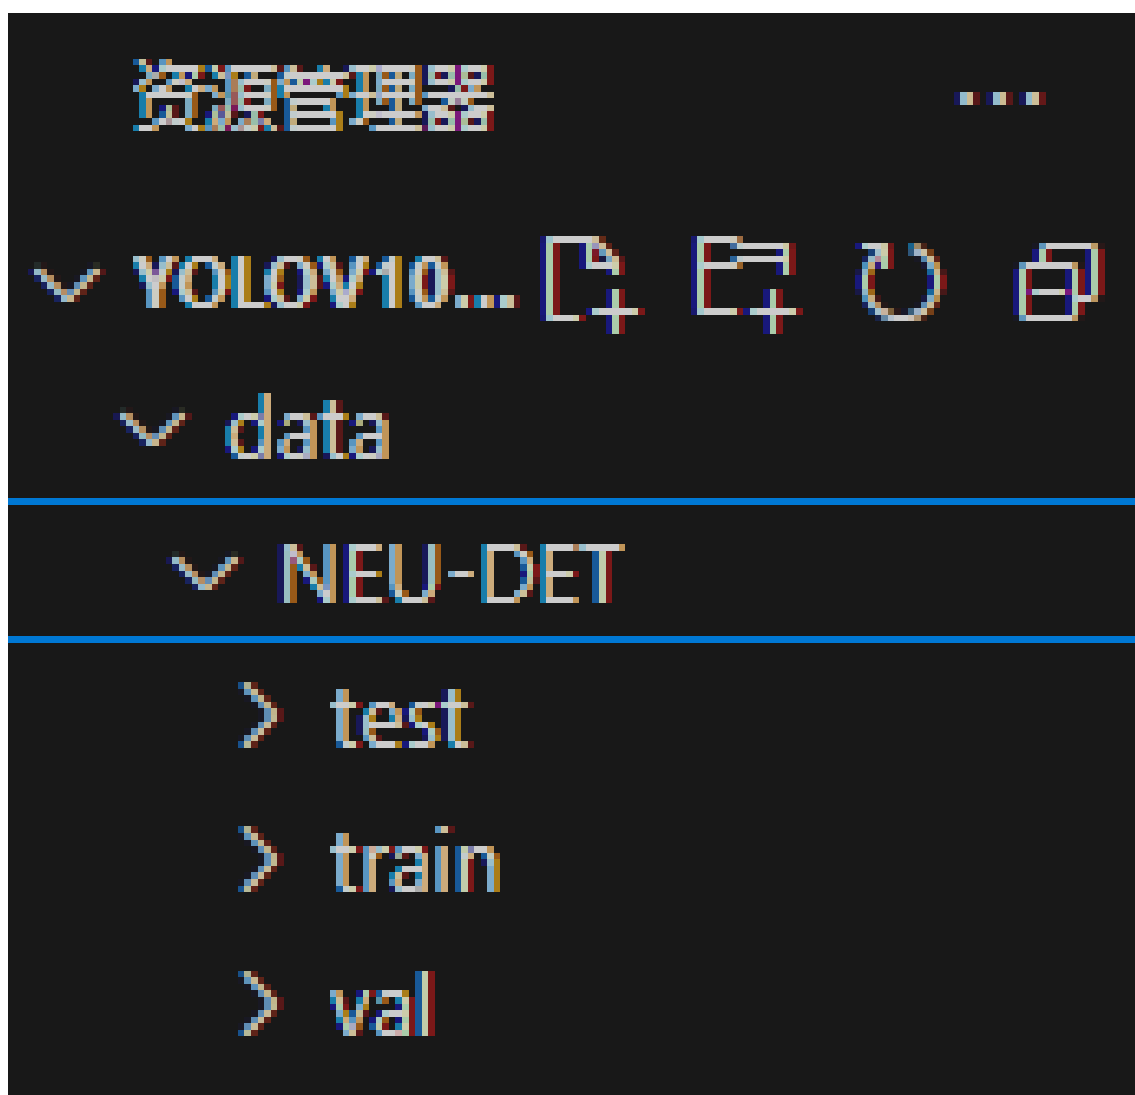 资源管理器
YOLOV10...
data
NEU-DET
test
train
val